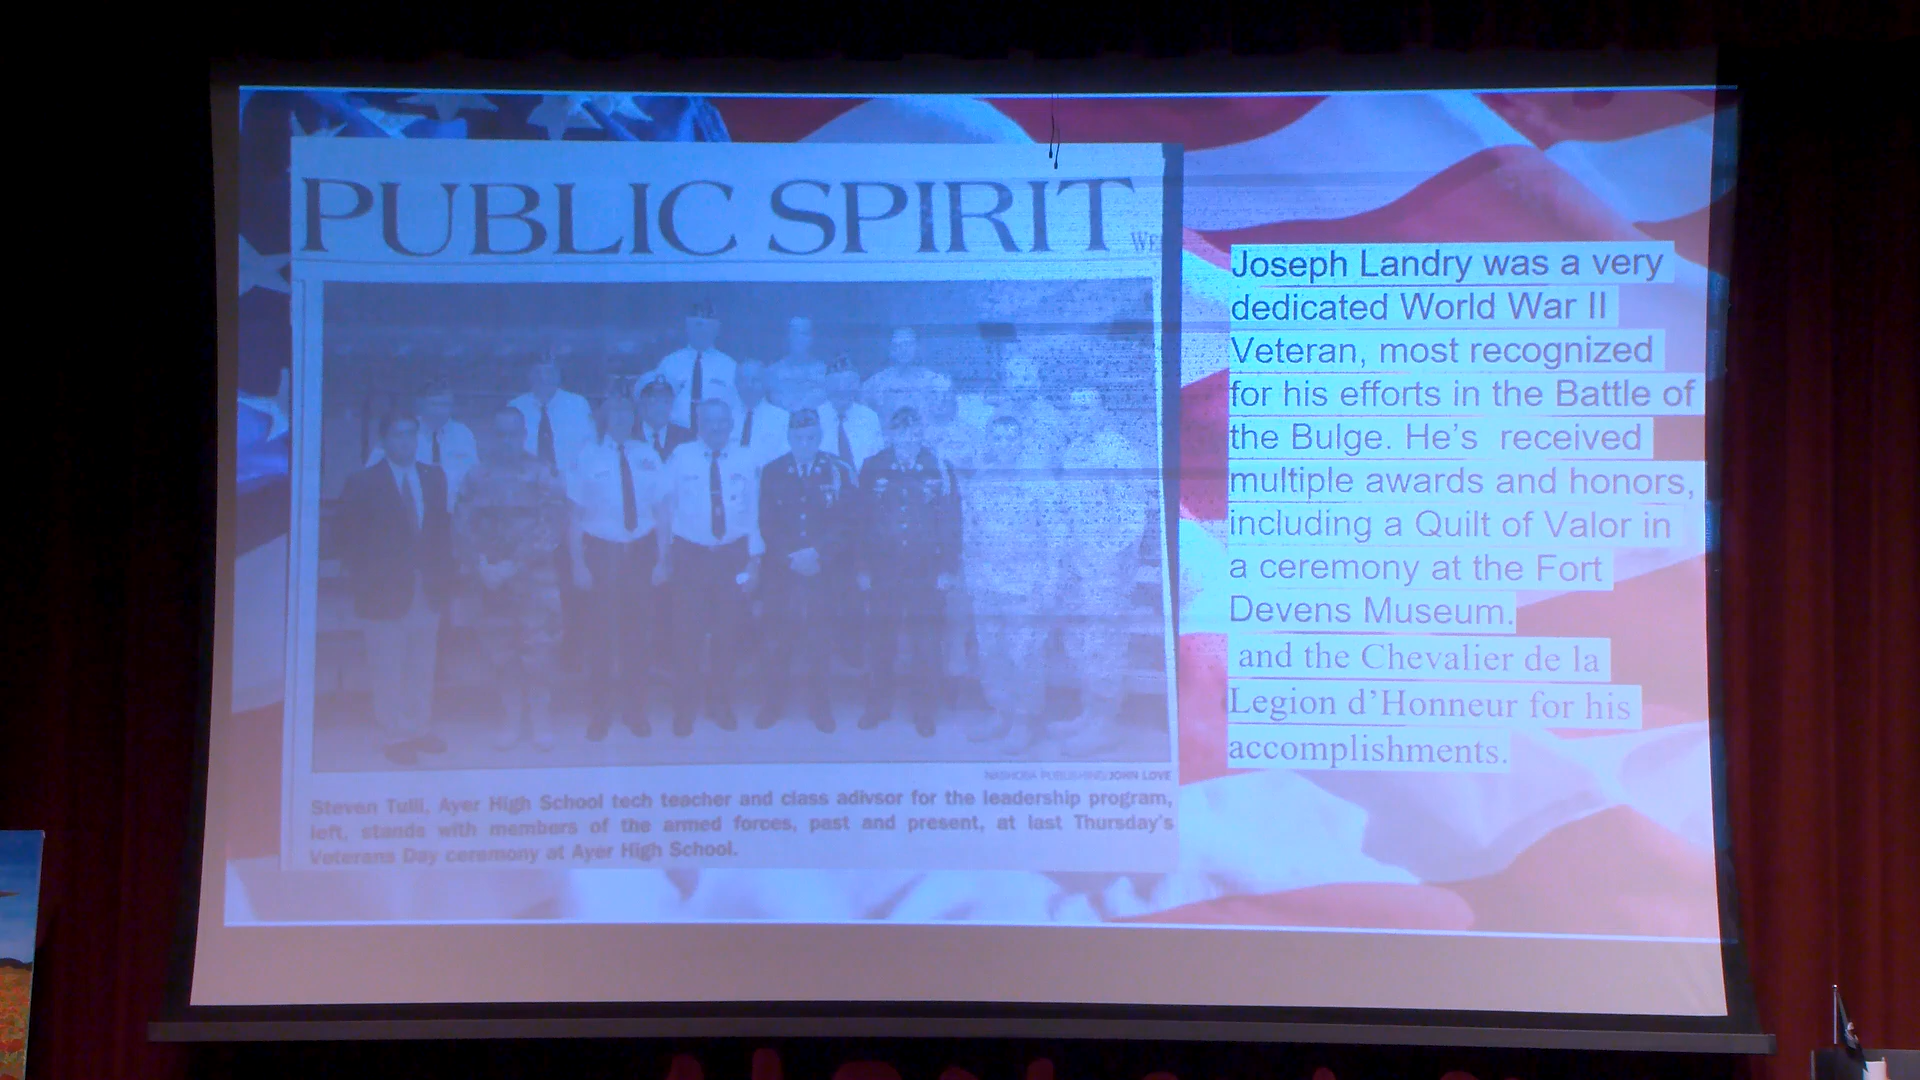 PUBLIC SPIRIT
WE
NASHOBA PUBLISHING/JOHN LOVE
Steven Tulli, Ayer High School tech teacher and class adivsor for the leadership program,
left, stands with members of the armed forces, past and present, at last Thursday's
Veterans Day ceremony at Ayer High School.
Joseph Landry was a very
dedicated World War II
Veteran, most recognized
for his efforts in the Battle of
the Bulge. He's received
multiple awards and honors,
including a Quilt of Valor in
a ceremony at the Fort
Devens Museum.
and the Chevalier de la
Legion d'Honneur for his
accomplishments.